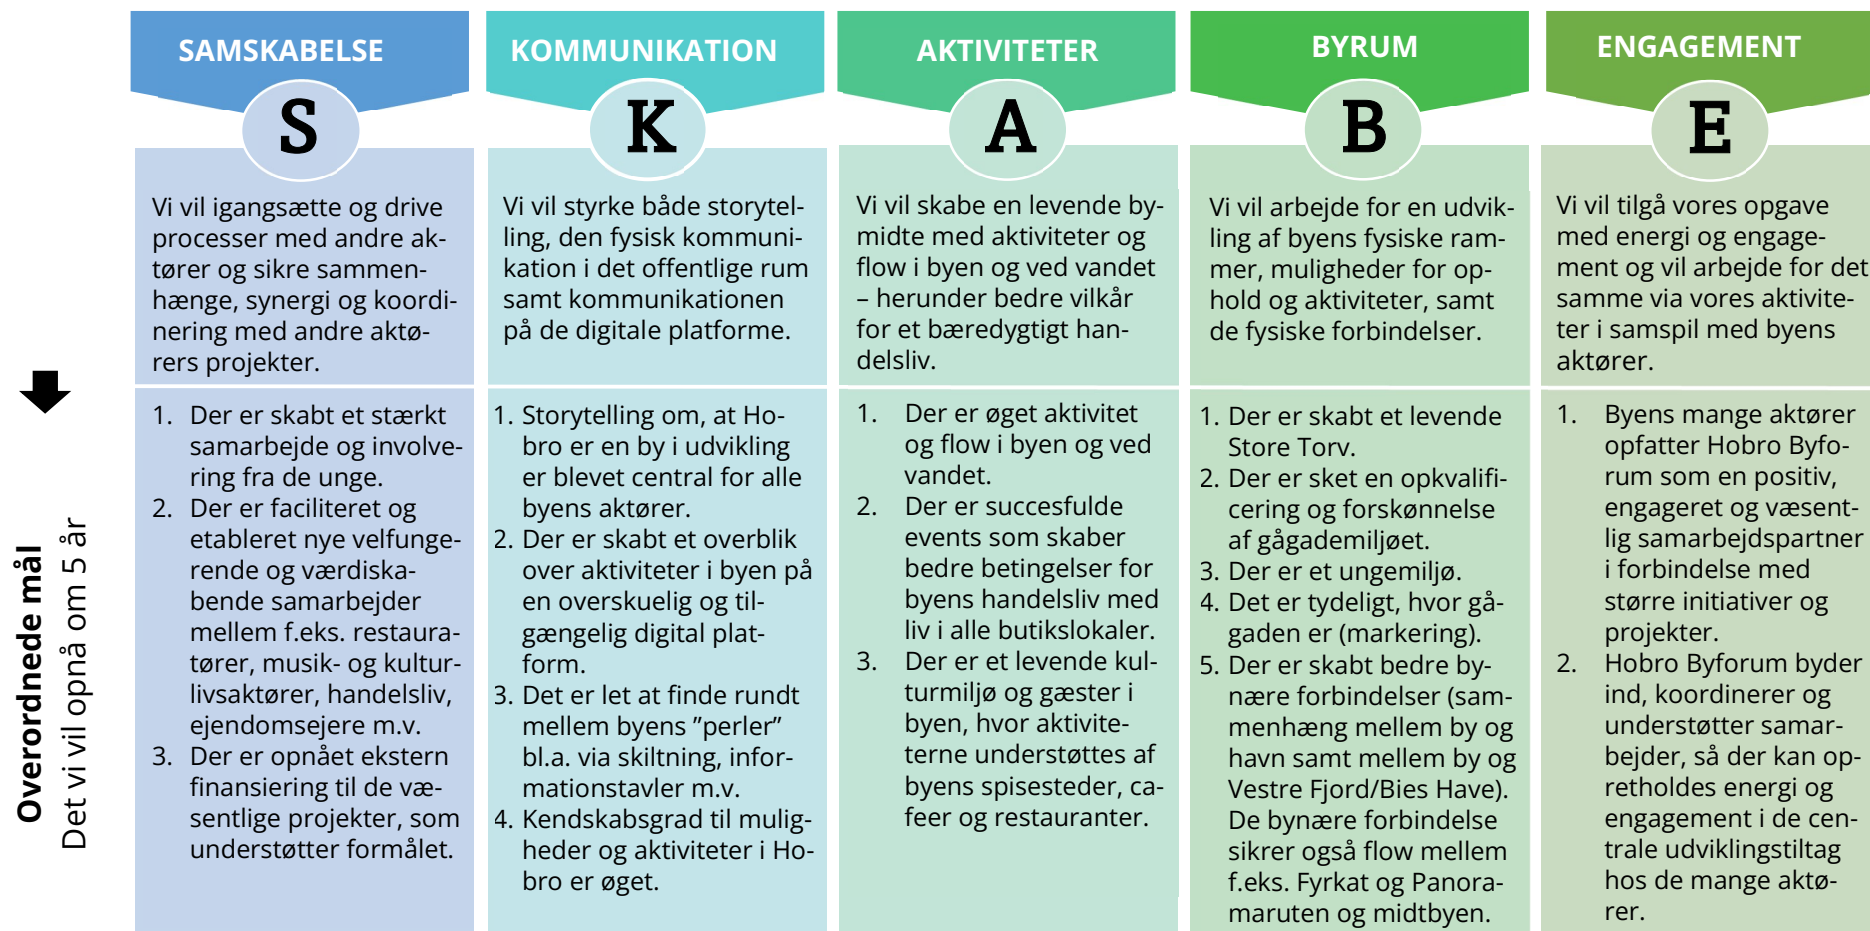 SAMSKABELSE
S
Vi vil igangsætte og drive
processer med andre ak-
tører og sikre sammen-
hænge, synergi og koordi-
nering med andre aktø-
rers projekter.
1. Der er skabt et stærkt
samarbejde og involve-
ring fra de unge.
2. Der er faciliteret og
etableret nye velfunge-
rende og værdiska-
bende samarbejder
mellem f.eks. restaura-
tører, musik- og kultur-
livsaktører, handelsliv,
ejendomsejere m.v.
3. Der er opnået ekstern
finansiering til de væ-
sentlige projekter, som
understøtter formålet.
KOMMUNIKATION
K
Vi vil styrke både storytel-
ling, den fysisk kommuni-
kation i det offentlige rum
samt kommunikationen
på de digitale platforme.
1. Storytelling om, at Ho-
bro er en by i udvikling
er blevet central for alle
byens aktører.
2. Der er skabt et overblik
over aktiviteter i byen på
en overskuelig og til-
gængelig digital plat-
form.
3. Det er let at finde rundt
mellem byens ”perler”
bl.a. via skiltning, infor-
mationstavler m.v.
4. Kendskabsgrad til mulig-
heder og aktiviteter i Ho-
bro er øget.
AKTIVITETER
A
Vi vil skabe en levende by-
midte med aktiviteter og
flow i byen og ved vandet
– herunder bedre vilkår
for et bæredygtigt han-
delsliv.
1. Der er øget aktivitet
og flow i byen og ved
vandet.
2. Der er succesfulde
events som skaber
bedre betingelser for
byens handelsliv med
liv i alle butikslokaler.
3. Der er et levende kul-
turmiljø og gæster i
byen, hvor aktivite-
terne understøttes af
byens spisesteder, ca-
feer og restauranter.
BYRUM
B
Vi vil arbejde for en udvik-
ling af byens fysiske ram-
mer, muligheder for op-
hold og aktiviteter, samt
de fysiske forbindelser.
1. Der er skabt et levende
Store Torv.
2. Der er sket en opkvalifi-
cering og forskønnelse
af gågademiljøet.
3. Der er et ungemiljø.
4. Det er tydeligt, hvor gå-
gaden er (markering).
5. Der er skabt bedre by-
nære forbindelser (sam-
menhæng mellem by og
havn samt mellem by og
Vestre Fjord/Bies Have).
De bynære forbindelse
sikrer også flow mellem
f.eks. Fyrkat og Panora-
maruten og midtbyen.
ENGAGEMENT
E
Vi vil tilgå vores opgave
med energi og engage-
ment og vil arbejde for det
samme via vores aktivite-
ter i samspil med byens
aktører.
1. Byens mange aktører
opfatter Hobro Byfo-
rum som en positiv,
engageret og væsent-
lig samarbejdspartner
i forbindelse med
større initiativer og
projekter.
2. Hobro Byforum byder
ind, koordinerer og
understøtter samar-
bejder, så der kan op-
retholdes energi og
engagement i de cen-
trale udviklingstiltag
hos de mange aktø-
rer.
Overordnede mål
Det vi vil opnå om 5 år